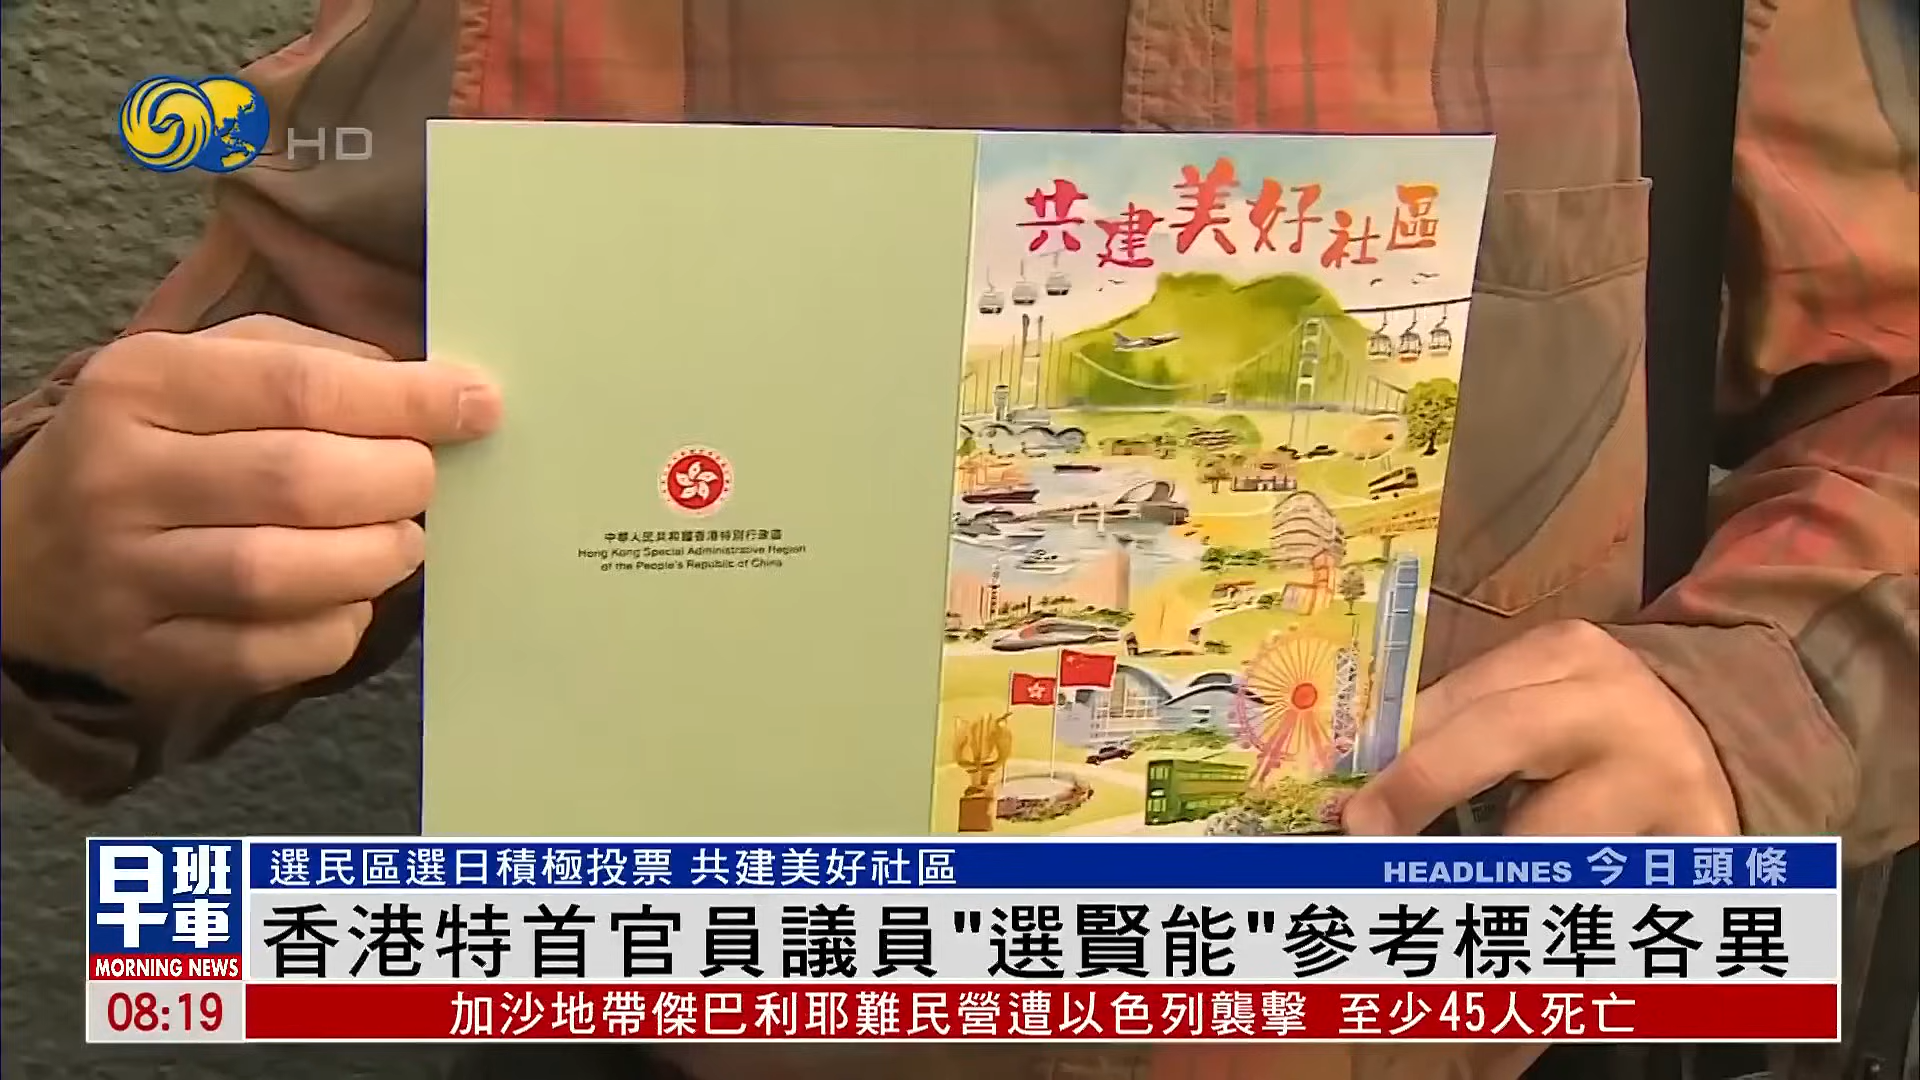 HD
共建美好社區
中華人民共和國香港特別行政區
Hong Kong Special Administrative Region
of the People's Republic of China
選民區選日積極投票 共建美好社區
HEADLINES 今日頭條
早班車
香港特首官員議員"選賢能"參考標準各異
MORNING NEWS
08:19
加沙地帶傑巴利耶難民營遭以色列襲擊 至少45人死亡